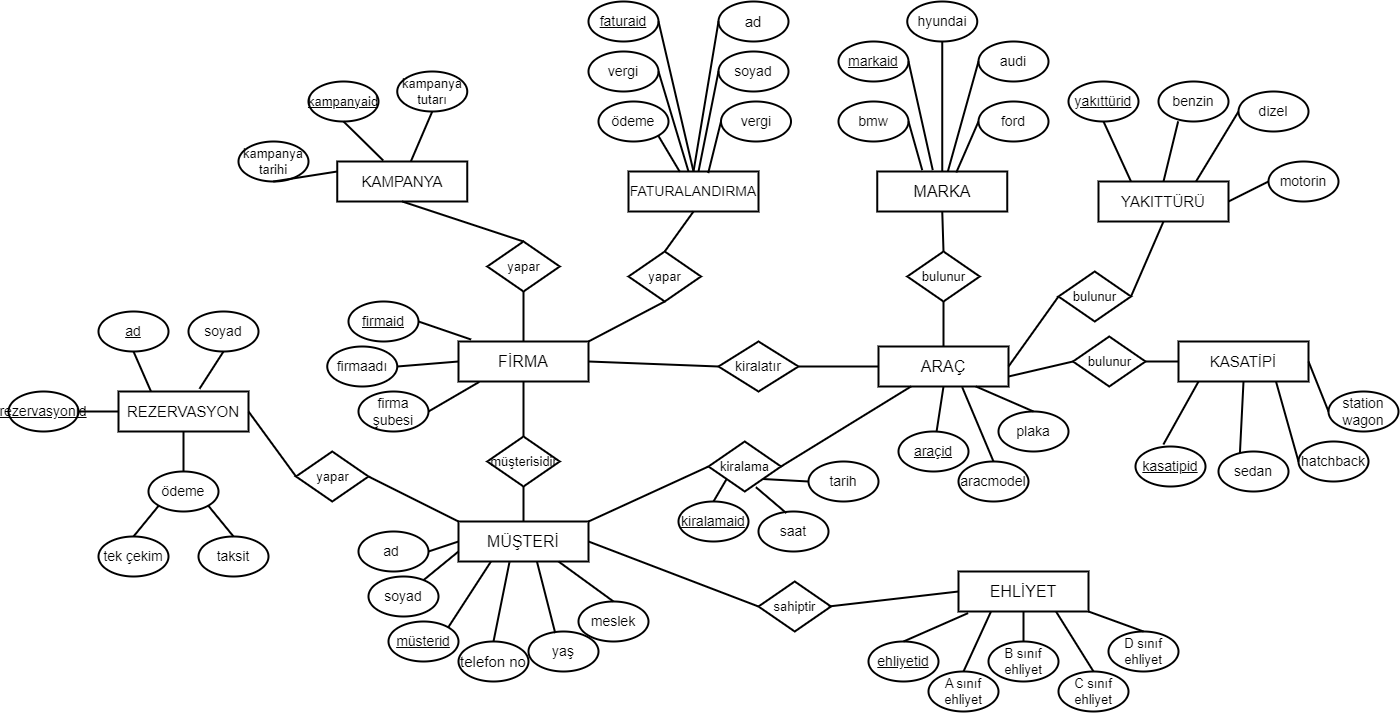 faturaid
ad
hyundai
vergi
soyad
markaid
audi
kampanyaid
kampanya
tutarı
yakıttürid
benzin
dizel
ödeme
vergi
bmw
ford
kampanya
tarihi
KAMPANYA
FATURALANDIRMA
MARKA
YAKITTÜRÜ
motorin
yapar
yapar
bulunur
bulunur
ad
soyad
firmaid
firmaadı
firma
şubesi
FİRMA
kiralatır
ARAÇ
bulunur
KASATİPİ
station
wagon
rezervasyonid
REZERVASYON
plaka
araçid
aracmodel
kasatipid
sedan
hatchback
yapar
müşterisidir
kiralama
tarih
kiralamaid
saat
ödeme
tek çekim
taksit
MÜŞTERİ
ad
soyad
müsterid
telefon no
yaş
meslek
sahiptir
EHLİYET
ehliyetid
A sınıf
ehliyet
B sınıf
ehliyet
C sınıf
ehliyet
D sınıf
ehliyet